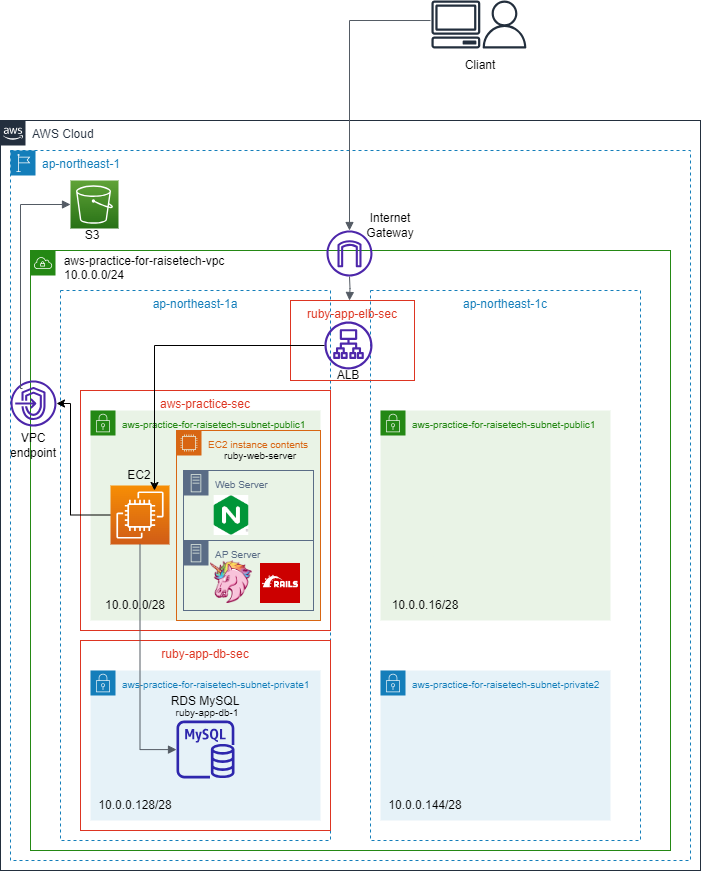 Cliant
aws
AWS Cloud
ap-northeast-1
S3
Internet
Gateway
aws-practice-for-raisetech-vpc
10.0.0.0/24
ap-northeast-1a
ap-northeast-1c
ruby-app-elb-sec
ALB
VPC
endpoint
aws-practice-sec
aws-practice-for-raisetech-subnet-public1
EC2 instance contents
ruby-web-server
EC2
Web Server
N
AP Server
RAILS
10.0.0.0/28
aws-practice-for-raisetech-subnet-public1
10.0.0.16/28
ruby-app-db-sec
aws-practice-for-raisetech-subnet-private1
RDS MySQL
ruby-app-db-1
MySQL
10.0.0.128/28
aws-practice-for-raisetech-subnet-private2
10.0.0.144/28